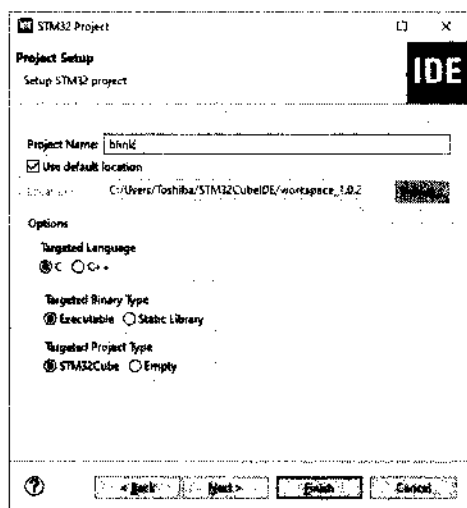 IDE STM32 Project
Project Setup
Setup STM32 project
IDE
Project Name: blink
Use default location
C:/Users/Toshiba/STM32CubeIDE/workspace_1.0.2
Options
Targeted Language
C C++
Targeted Binary Type
Executable Static Library
Targeted Project Type
STM32Cube Empty
? < Back Next > Finish Cancel